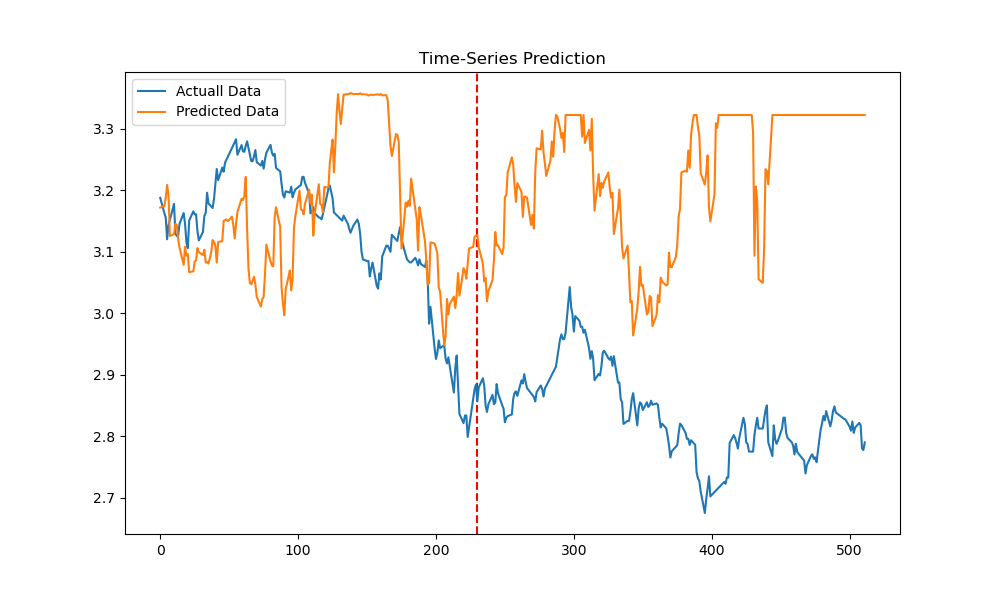 Time-Series Prediction
Actuall Data
Predicted Data
3.3
3.2
3.1
3.0
2.9
2.8
2.7
0 100 200 300 400 500